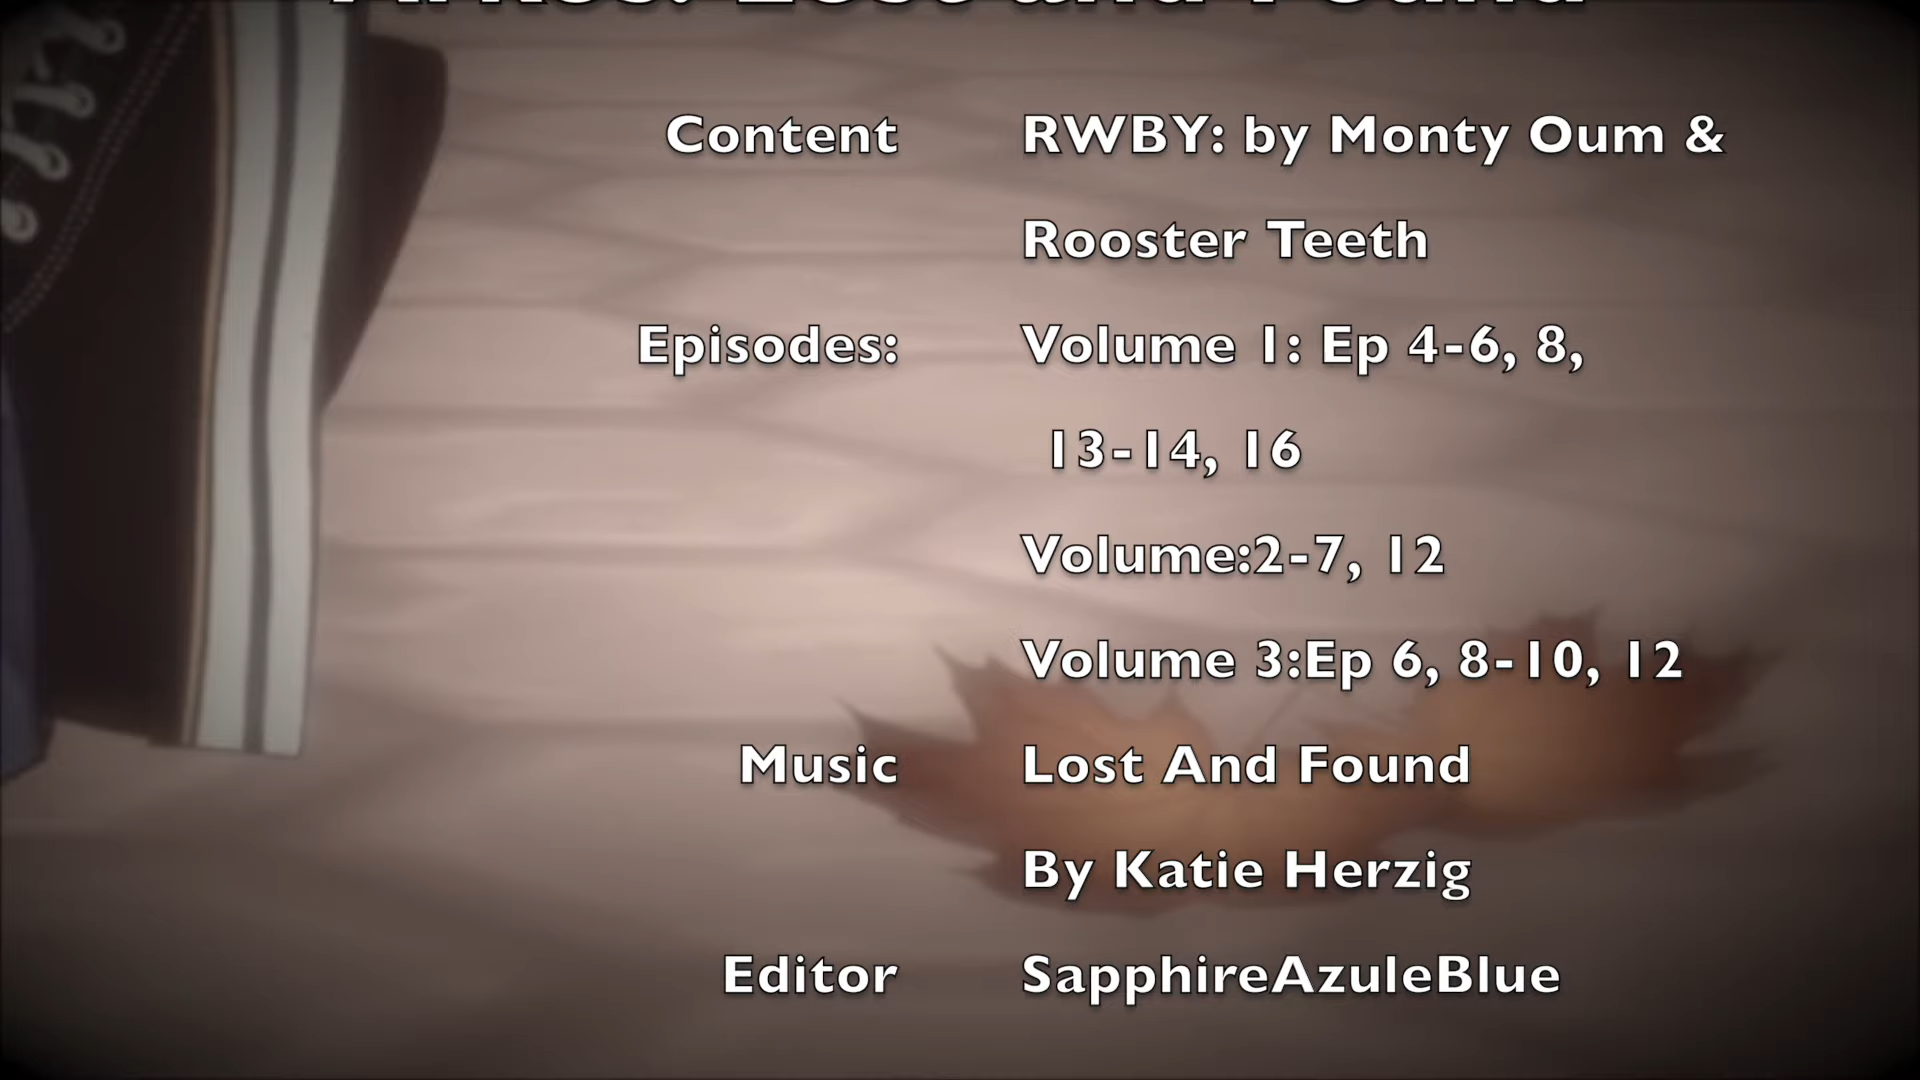 Content RWBY: by Monty Oum &
Rooster Teeth
Episodes: Volume 1: Ep 4-6, 8,
13-14, 16
Volume:2-7, 12
Volume 3:Ep 6, 8-10, 12
Music Lost And Found
By Katie Herzig
Editor SapphireAzuleBlue